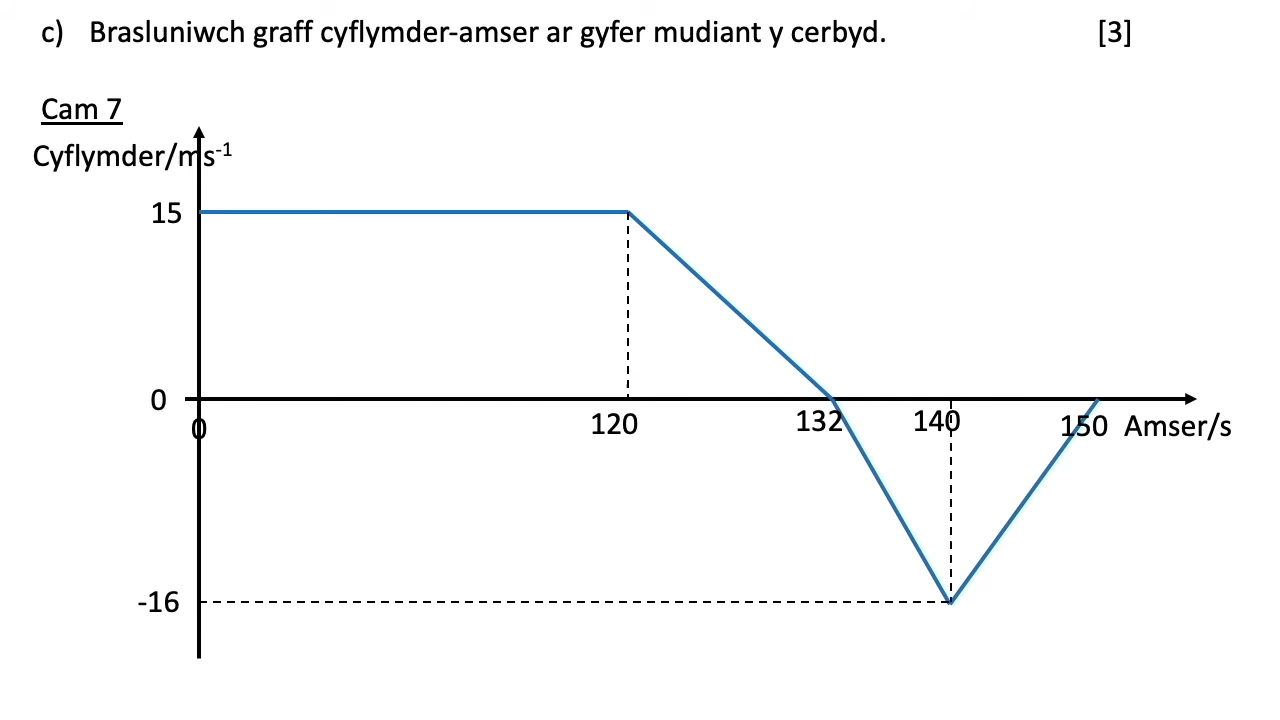 c) Brasluniwch graff cyflymder-amser ar gyfer mudiant y cerbyd. [3]
Cam 7
Cyflymder/ms⁻¹
15
0
0 120 132 140 150 Amser/s
-16